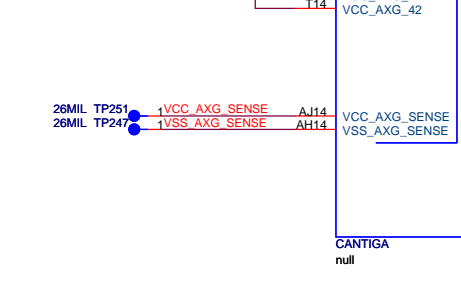 T14 VCC_AXG_42
26MIL TP251 1 VCC_AXG_SENSE AJ14 VCC_AXG_SENSE
26MIL TP247 1 VSS_AXG_SENSE AH14 VSS_AXG_SENSE
CANTIGA
null